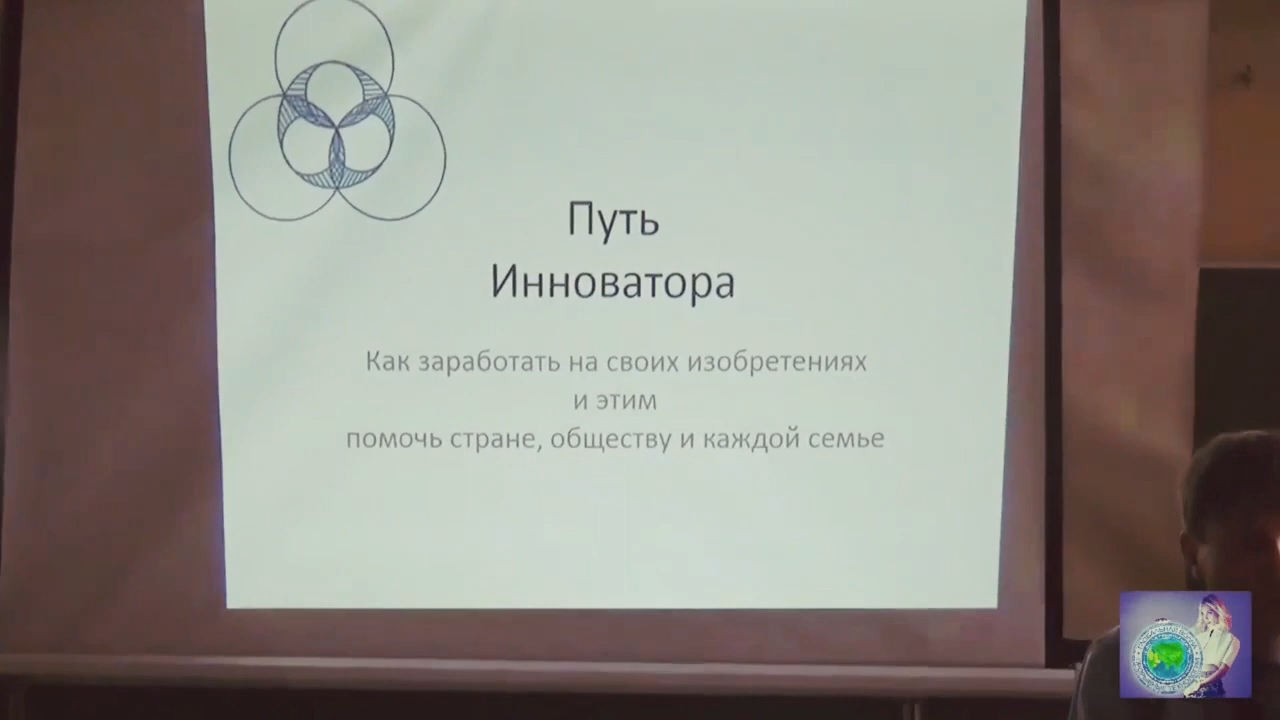 Путь
Инноватора
Как заработать на своих изобретениях
и этим
помочь стране, обществу и каждой семье